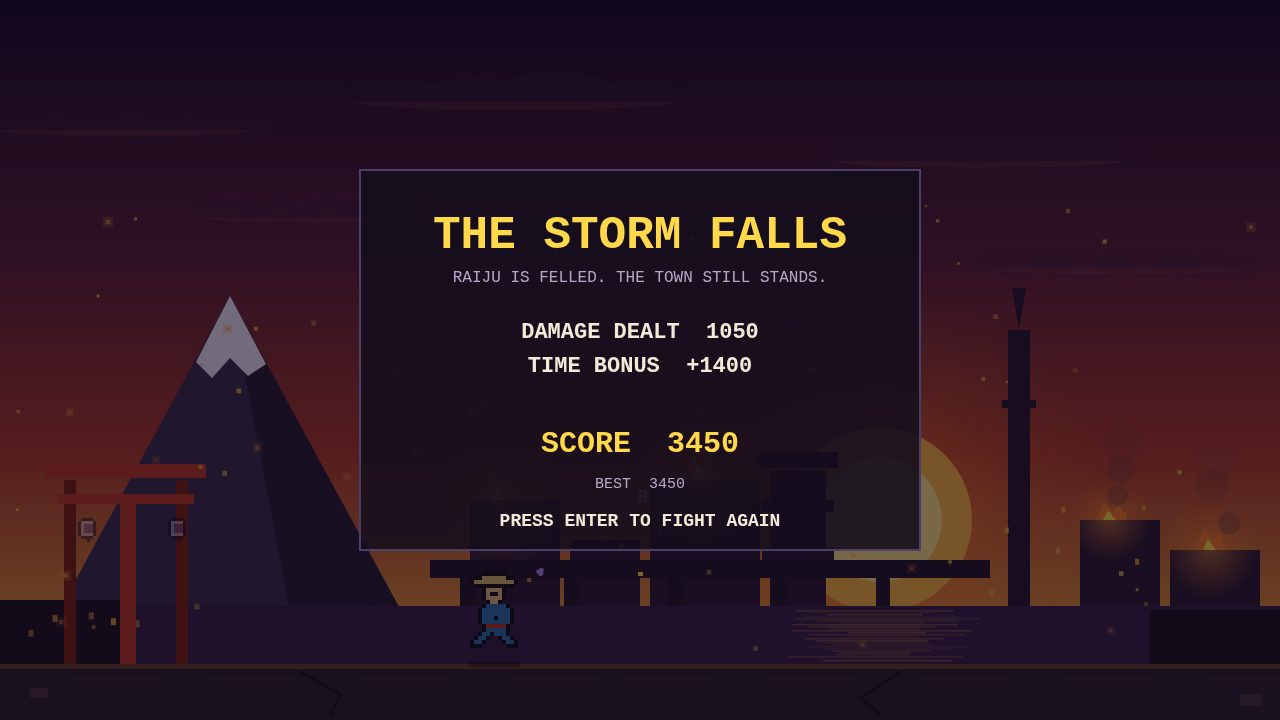 THE STORM FALLS
RAIJU IS FELLED. THE TOWN STILL STANDS.
DAMAGE DEALT 1050
TIME BONUS +1400
SCORE 3450
BEST 3450
PRESS ENTER TO FIGHT AGAIN